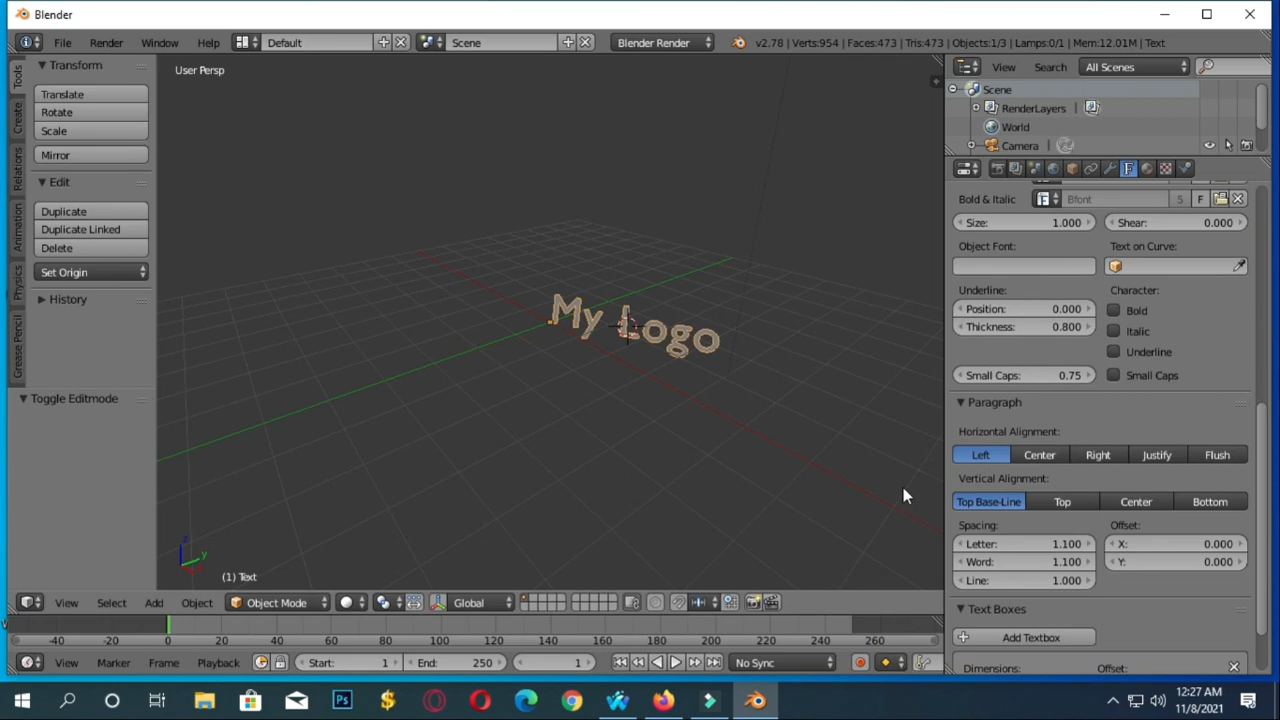 Blender
File Render Window Help Default Scene Blender Render v2.78 | Verts:954 | Faces:473 | Tris:473 | Objects:1/3 | Lamps:0/1 | Mem:12.01M | Text
Transform
Translate
Rotate
Scale
Mirror
Edit
Duplicate
Duplicate Linked
Delete
Set Origin
History
Toggle Editmode
Tools
Create
Relations
Animation
Physics
Grease Pencil
User Persp
My Logo
z
y
(1) Text
View Select Add Object Object Mode Global
-40 -20 0 20 40 60 80 100 120 140 160 180 200 220 240 260
View Marker Frame Playback Start: 1 End: 250 1 No Sync
View Search All Scenes
Scene
RenderLayers |
World
Camera |
Bold & Italic Bfont 5 F
Size: 1.000 Shear: 0.000
Object Font: Text on Curve:
Underline: Character:
Position: 0.000 Bold
Thickness: 0.800 Italic
Underline
Small Caps: 0.75 Small Caps
Paragraph
Horizontal Alignment:
Left Center Right Justify Flush
Vertical Alignment:
Top Base-Line Top Center Bottom
Spacing: Offset:
Letter: 1.100 X: 0.000
Word: 1.100 Y: 0.000
Line: 1.000
Text Boxes
Add Textbox
Dimensions: Offset:
12:27 AM
11/8/2021